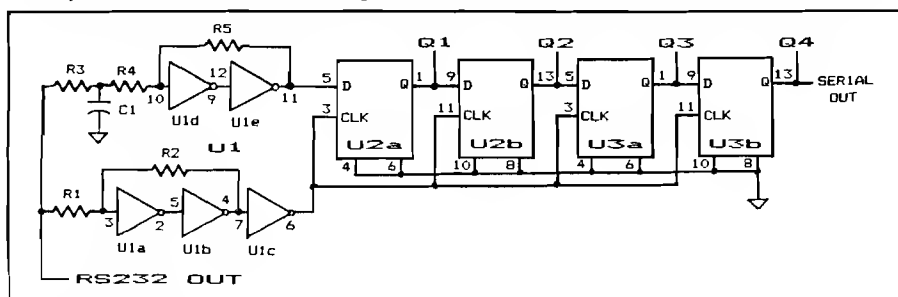 R5
Q1 Q2 Q3 Q4
R3 R4
10 12 9 11
5 D Q 1 9 D Q 13 5 D Q 1 9 D Q 13
SERIAL OUT
C1
U1d U1e
3 CLK 11 CLK 3 CLK 11 CLK
U1
U2a U2b U3a U3b
R2
4 6 10 8 4 6 10 8
R1
3 2 5 4 7 6
U1a U1b U1c
RS232 OUT